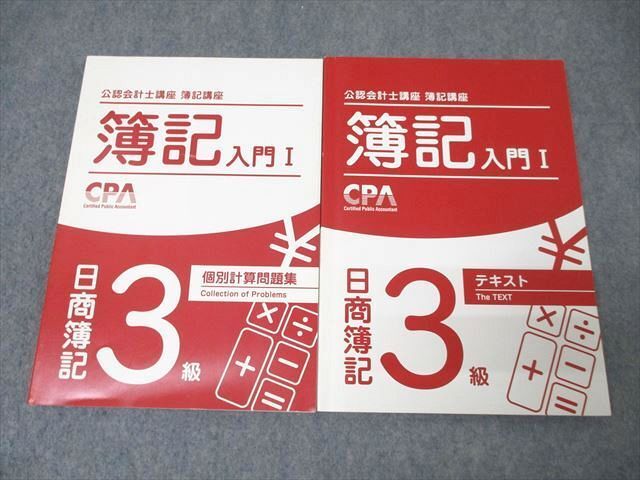 公認会計士講座 簿記講座
簿記入門 I
CPA
Certified Public Accountant
個別計算問題集
Collection of Problems
日商簿記
3級
公認会計士講座 簿記講座
簿記入門 I
CPA
Certified Public Accountant
テキスト
The TEXT
日商簿記
3級